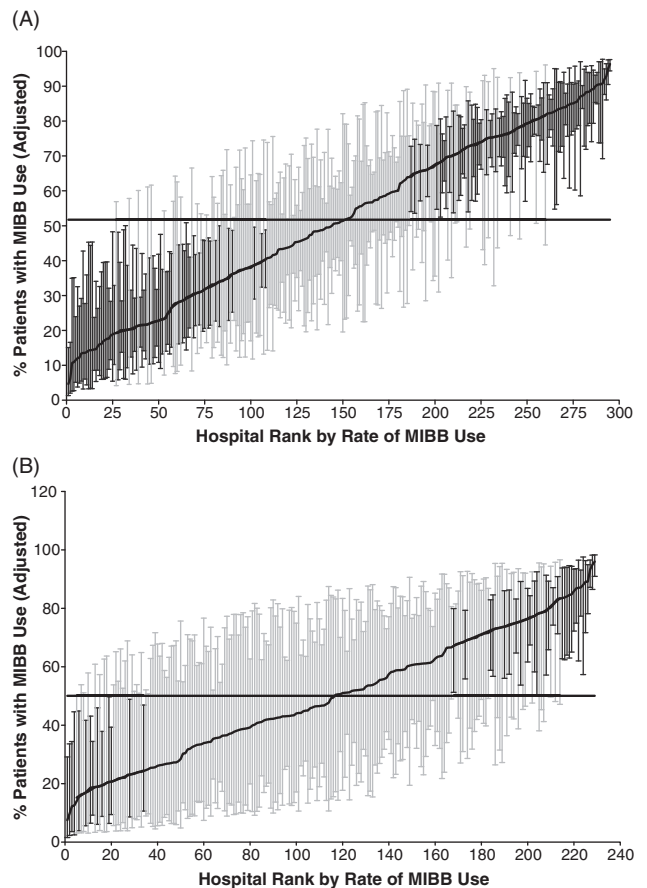 (A)
100
90
80
70
60
50
40
30
20
10
0
% Patients with MIBB Use (Adjusted)
0 25 50 75 100 125 150 175 200 225 250 275 300
Hospital Rank by Rate of MIBB Use
(B)
120
100
80
60
40
20
0
% Patients with MIBB Use (Adjusted)
0 20 40 60 80 100 120 140 160 180 200 220 240
Hospital Rank by Rate of MIBB Use